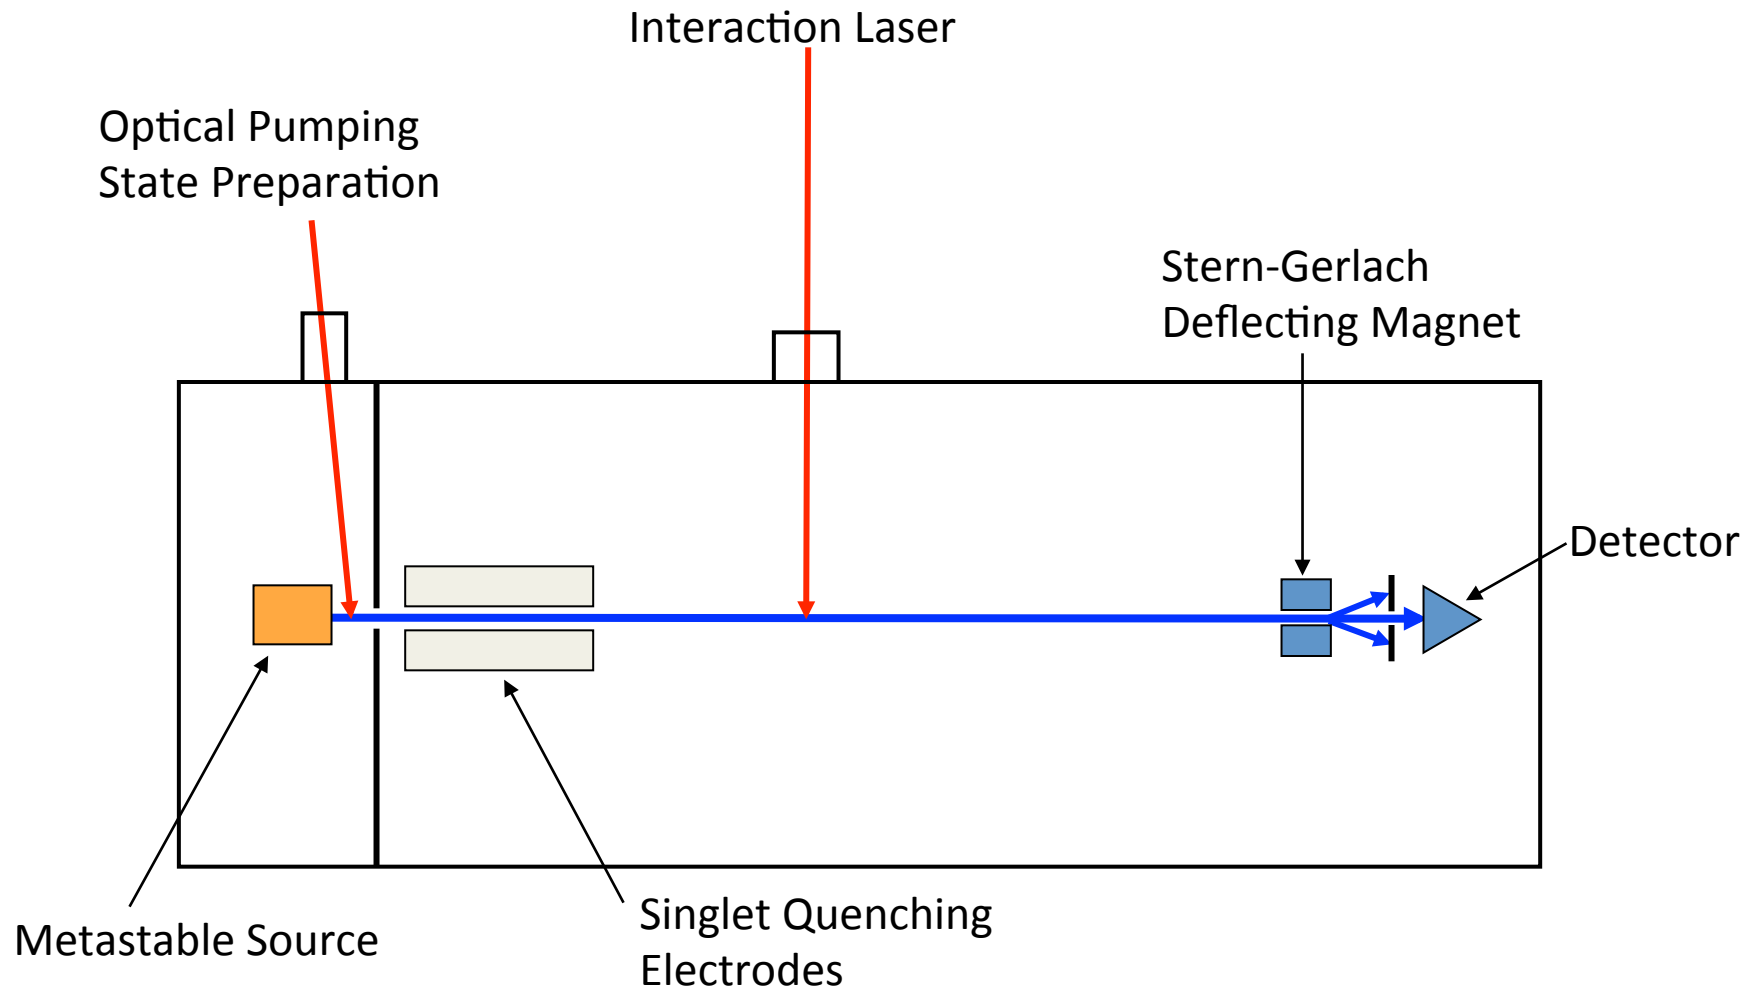 Interaction Laser
Optical Pumping
State Preparation
Stern-Gerlach
Deflecting Magnet
Detector
Metastable Source
Singlet Quenching
Electrodes